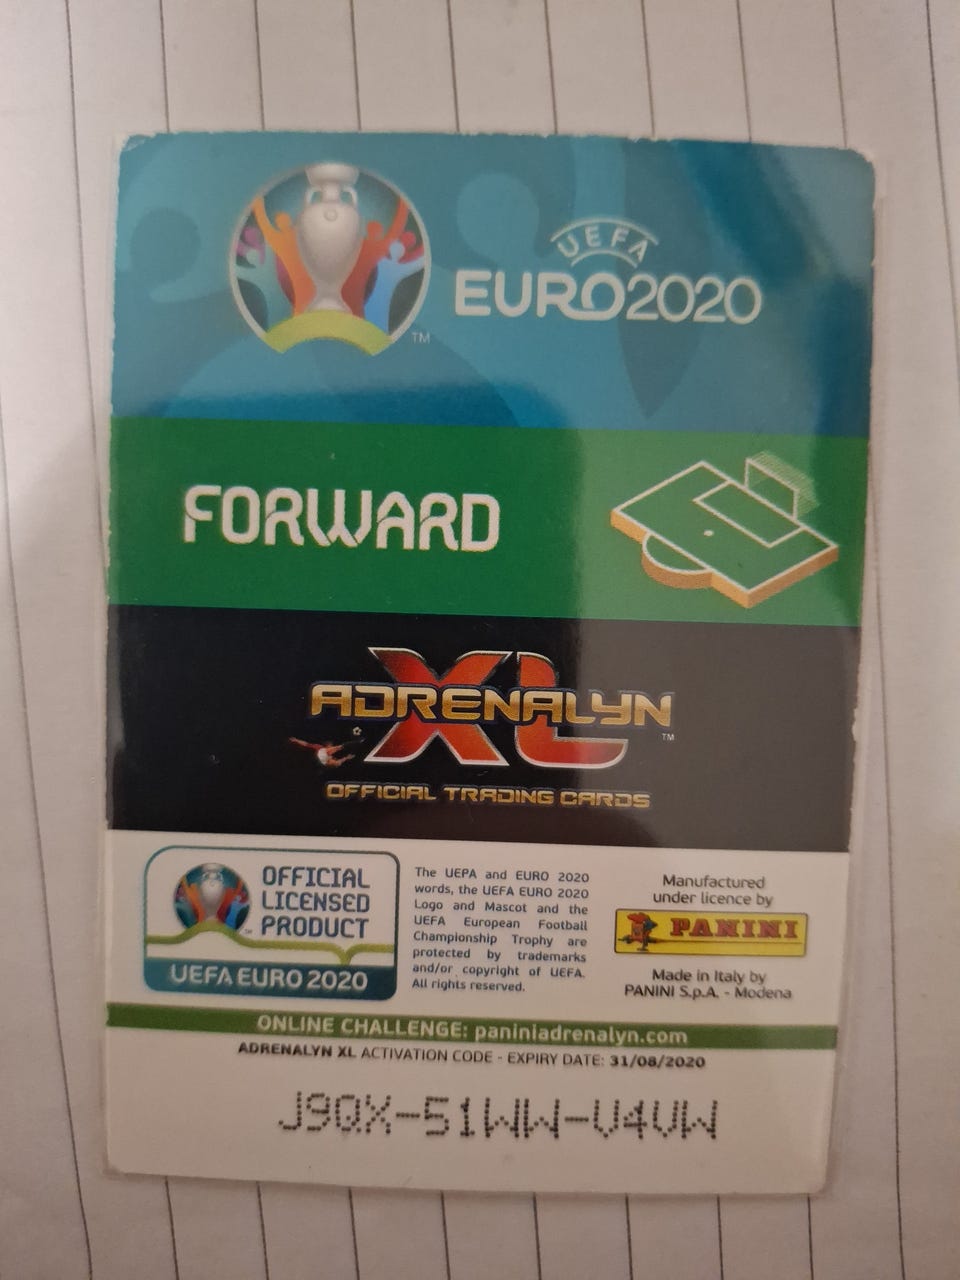 UEFA
EURO2020
TM
FORWARD
ADRENALYN
XL
TM
OFFICIAL TRADING CARDS
OFFICIAL
LICENSED
PRODUCT
TM
UEFA EURO 2020
The UEFA and EURO 2020
words, the UEFA EURO 2020
Logo and Mascot and the
UEFA European Football
Championship Trophy are
protected by trademarks
and/or copyright of UEFA.
All rights reserved.
Manufactured
under licence by
PANINI
Made in Italy by
PANINI S.p.A. - Modena
ONLINE CHALLENGE: paniniadrenalyn.com
ADRENALYN XL ACTIVATION CODE - EXPIRY DATE: 31/08/2020
J9QX-51WW-V4VW